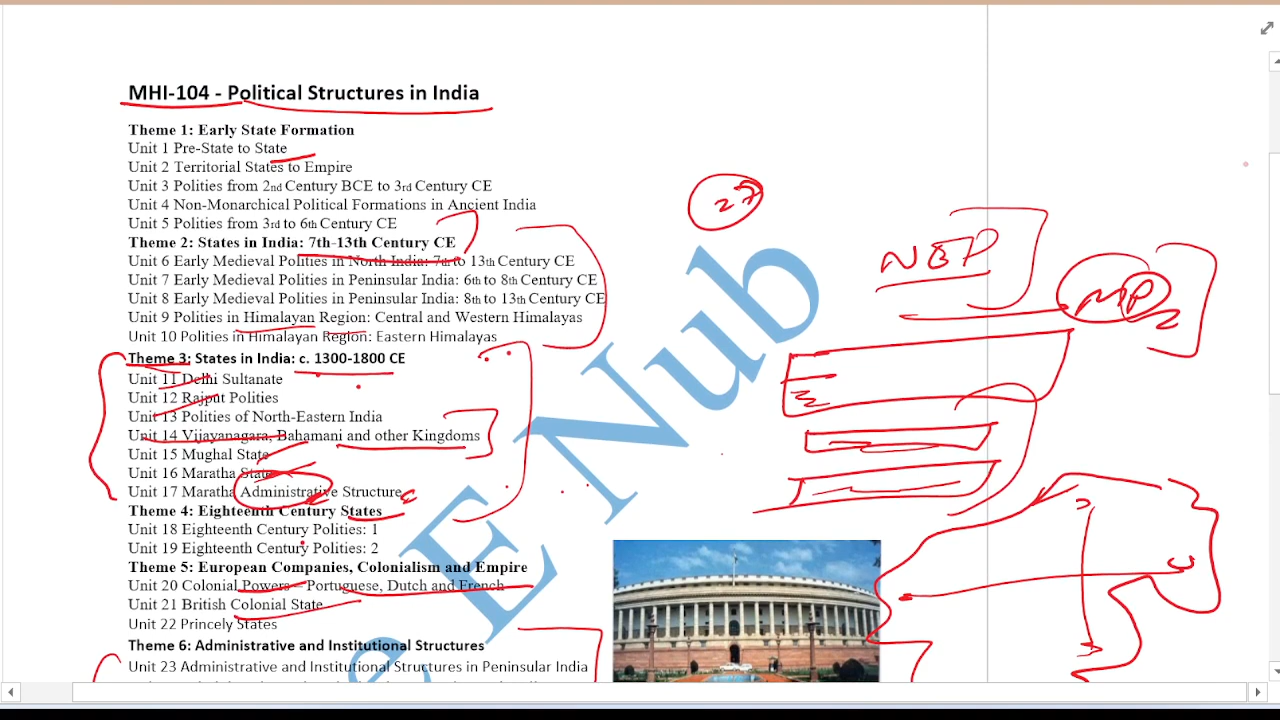 MHI-104 - Political Structures in India
Theme 1: Early State Formation
Unit 1 Pre-State to State
Unit 2 Territorial States to Empire
Unit 3 Polities from 2nd Century BCE to 3rd Century CE
Unit 4 Non-Monarchical Political Formations in Ancient India
Unit 5 Polities from 3rd to 6th Century CE
Theme 2: States in India: 7th-13th Century CE
Unit 6 Early Medieval Polities in North India: 7th to 13th Century CE
Unit 7 Early Medieval Polities in Peninsular India: 6th to 8th Century CE
Unit 8 Early Medieval Polities in Peninsular India: 8th to 13th Century CE
Unit 9 Polities in Himalayan Region: Central and Western Himalayas
Unit 10 Polities in Himalayan Region: Eastern Himalayas
Theme 3: States in India: c. 1300-1800 CE
Unit 11 Delhi Sultanate
Unit 12 Rajput Polities
Unit 13 Polities of North-Eastern India
Unit 14 Vijayanagara, Bahamani and other Kingdoms
Unit 15 Mughal State
Unit 16 Maratha State
Unit 17 Maratha Administrative Structure
Theme 4: Eighteenth Century States
Unit 18 Eighteenth Century Polities: 1
Unit 19 Eighteenth Century Polities: 2
Theme 5: European Companies, Colonialism and Empire
Unit 20 Colonial Powers – Portuguese, Dutch and French
Unit 21 British Colonial State
Unit 22 Princely States
Theme 6: Administrative and Institutional Structures
Unit 23 Administrative and Institutional Structures in Peninsular India
27
NEP
e Nub